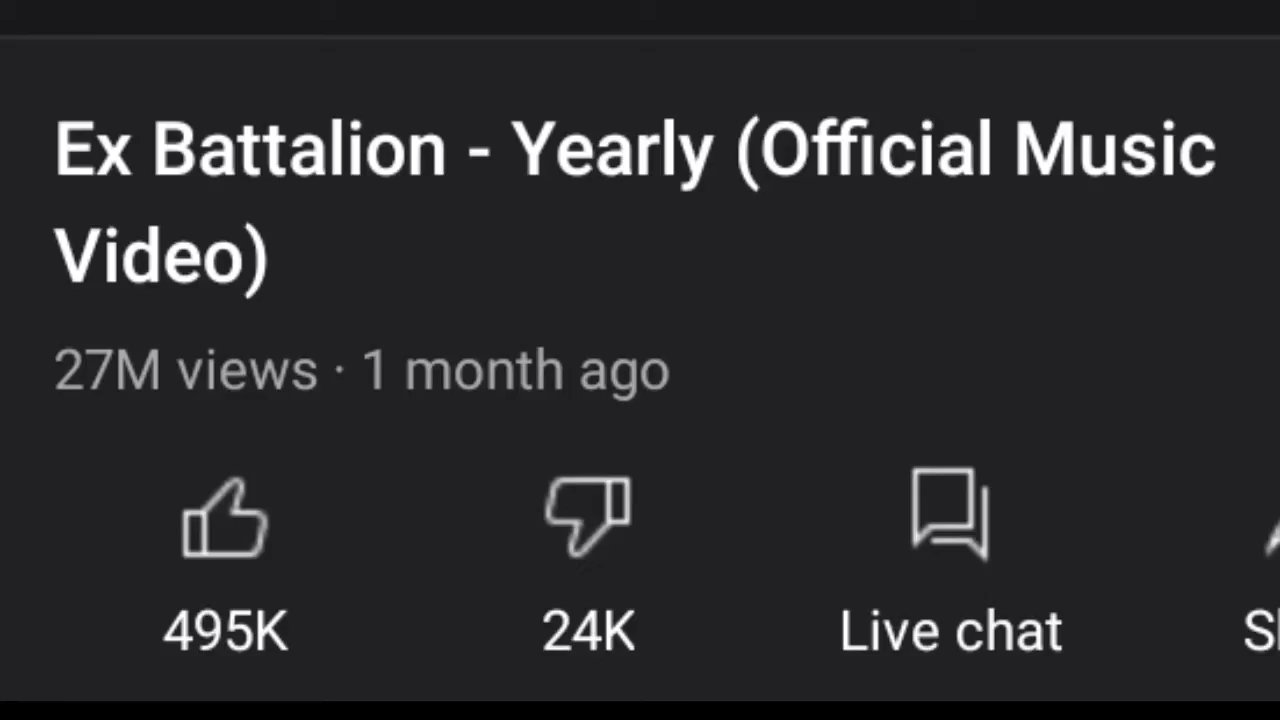 Ex Battalion - Yearly (Official Music
Video)
27M views · 1 month ago
495K 24K Live chat